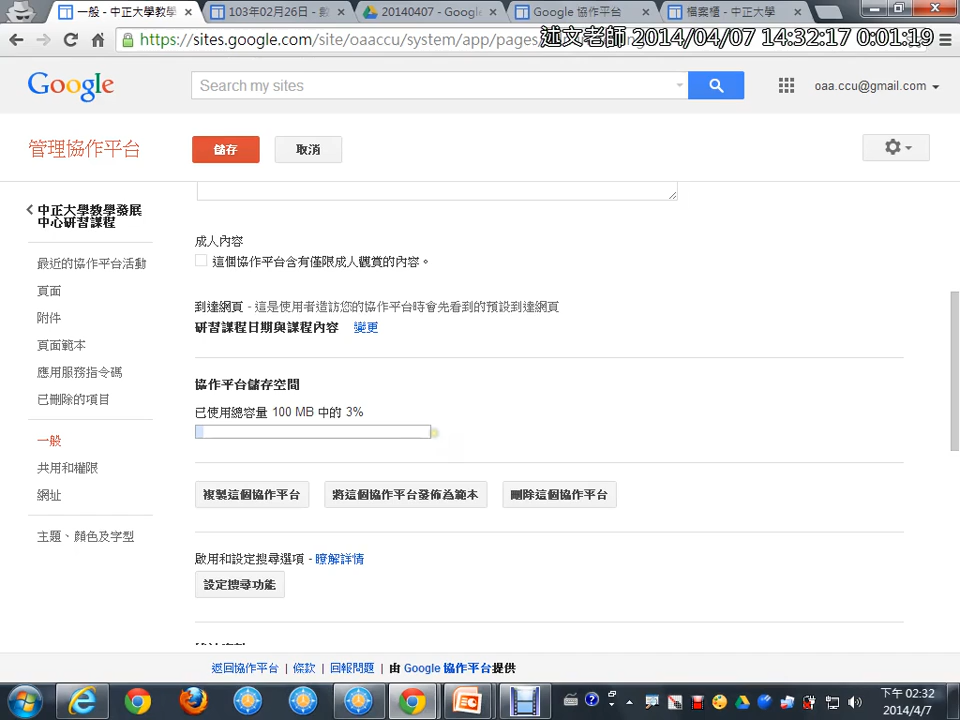 一般 - 中正大學教學
103年02月26日 - 數
20140407 - Google
Google 協作平台
檔案櫃 - 中正大學
https://sites.google.com/site/oaaccu/system/app/pages
述文老師 2014/04/07 14:32:17 0:01:19
Google
Search my sites
oaa.ccu@gmail.com
管理協作平台
儲存
取消
中正大學教學發展
中心研習課程
最近的協作平台活動
頁面
附件
頁面範本
應用服務指令碼
已刪除的項目
一般
共用和權限
網址
主題、顏色及字型
成人內容
這個協作平台含有僅限成人觀賞的內容。
到達網頁 - 這是使用者造訪您的協作平台時會先看到的預設到達網頁
研習課程日期與課程內容 變更
協作平台儲存空間
已使用總容量 100 MB 中的 3%
複製這個協作平台
將這個協作平台發佈為範本
刪除這個協作平台
啟用和設定搜尋選項 - 瞭解詳情
設定搜尋功能
返回協作平台 | 條款 | 回報問題 | 由 Google 協作平台提供
下午 02:32
2014/4/7